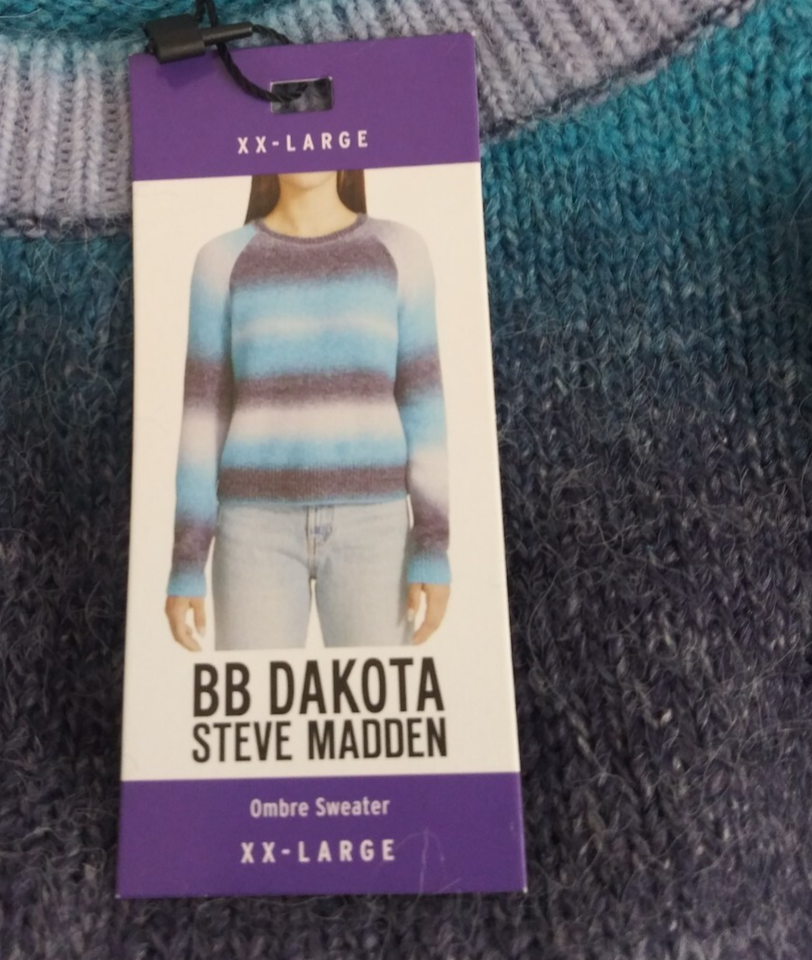 XX-LARGE
BB DAKOTA
STEVE MADDEN
Ombre Sweater
XX-LARGE